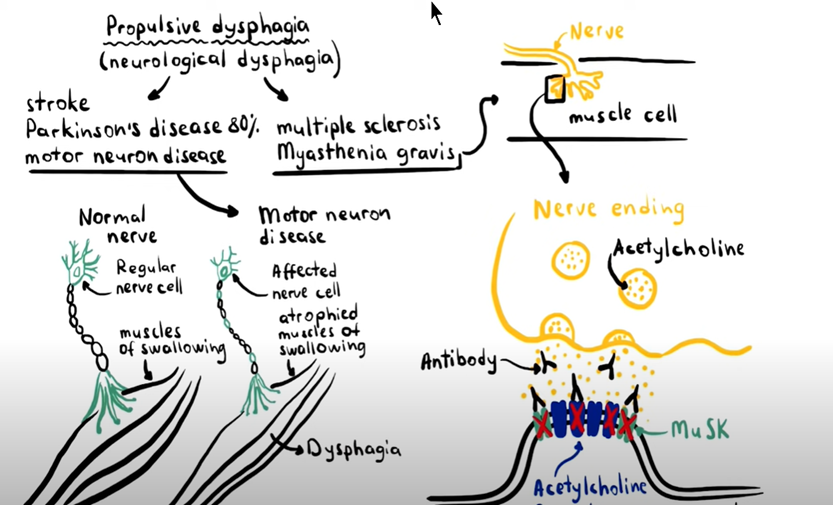 Propulsive dysphagia
(neurological dysphagia)
stroke
Parkinson's disease 80%
motor neuron disease
multiple sclerosis
Myasthenia gravis
Nerve
muscle cell
Normal
nerve
Regular
nerve cell
muscles
of swallowing
Motor neuron
disease
Affected
nerve cell
atrophied
muscles of
swallowing
Dysphagia
Nerve ending
Acetylcholine
Antibody
MuSK
Acetylcholine